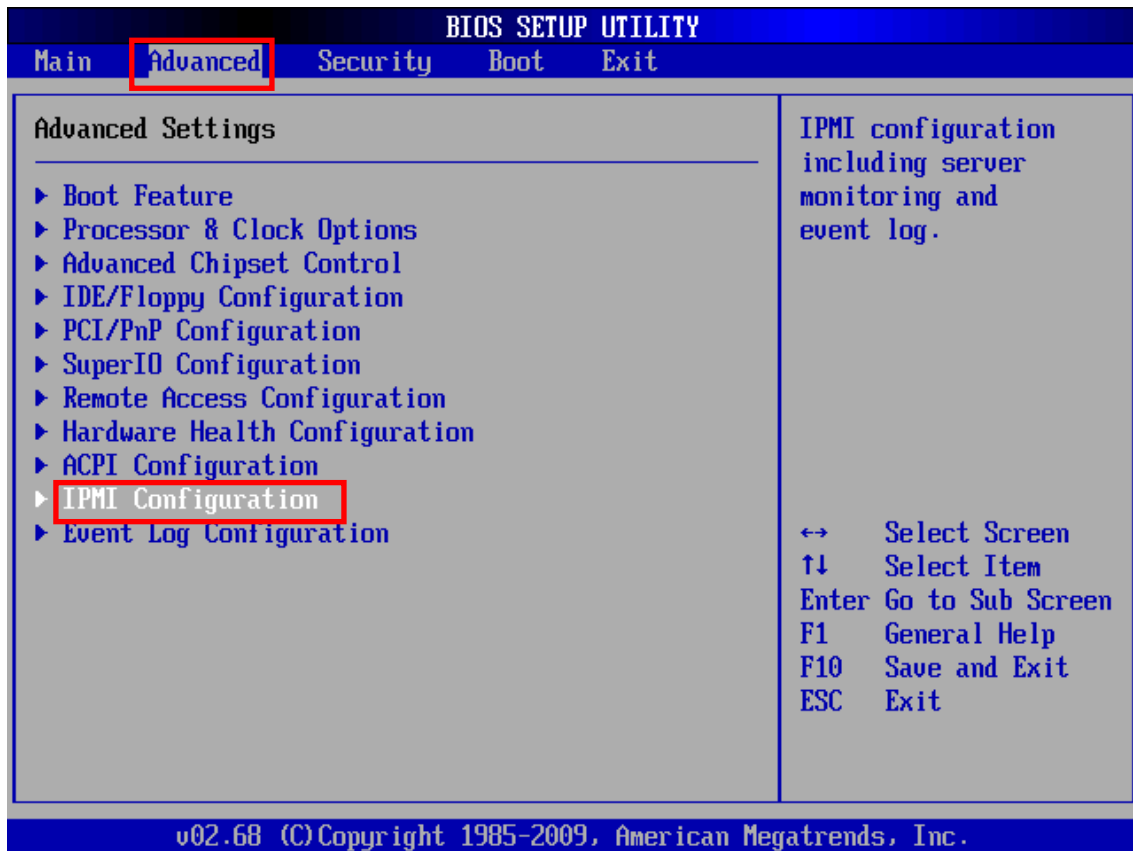 BIOS SETUP UTILITY
Main Advanced Security Boot Exit
Advanced Settings
Boot Feature
Processor & Clock Options
Advanced Chipset Control
IDE/Floppy Configuration
PCI/PnP Configuration
SuperIO Configuration
Remote Access Configuration
Hardware Health Configuration
ACPI Configuration
IPMI Configuration
Event Log Configuration
IPMI configuration
including server
monitoring and
event log.
↔ Select Screen
↑↓ Select Item
Enter Go to Sub Screen
F1 General Help
F10 Save and Exit
ESC Exit
v02.68 (C)Copyright 1985-2009, American Megatrends, Inc.